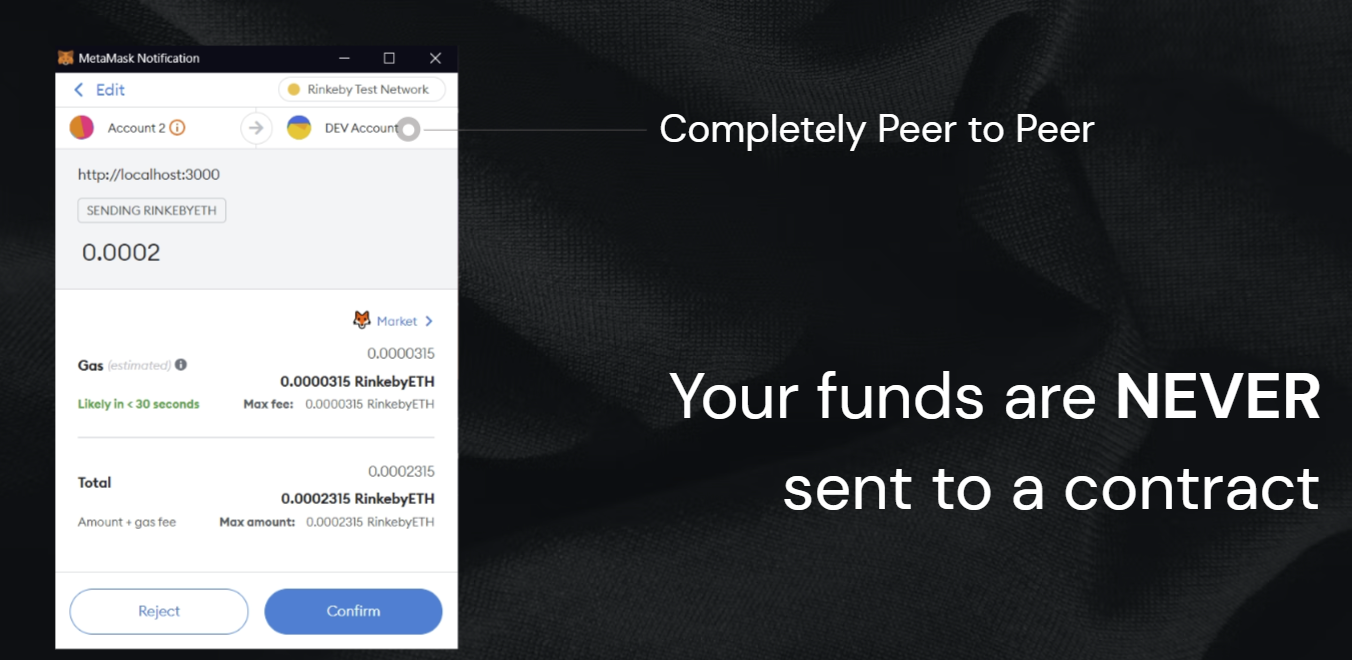 MetaMask Notification
Edit
Rinkeby Test Network
Account 2
DEV Account
Completely Peer to Peer
http://localhost:3000
SENDING RINKEBYETH
0.0002
Market
0.0000315
Gas (estimated)
0.0000315 RinkebyETH
Likely in < 30 seconds
Max fee: 0.0000315 RinkebyETH
0.0002315
Total
0.0002315 RinkebyETH
Amount + gas fee
Max amount: 0.0002315 RinkebyETH
Reject
Confirm
Your funds are NEVER
sent to a contract